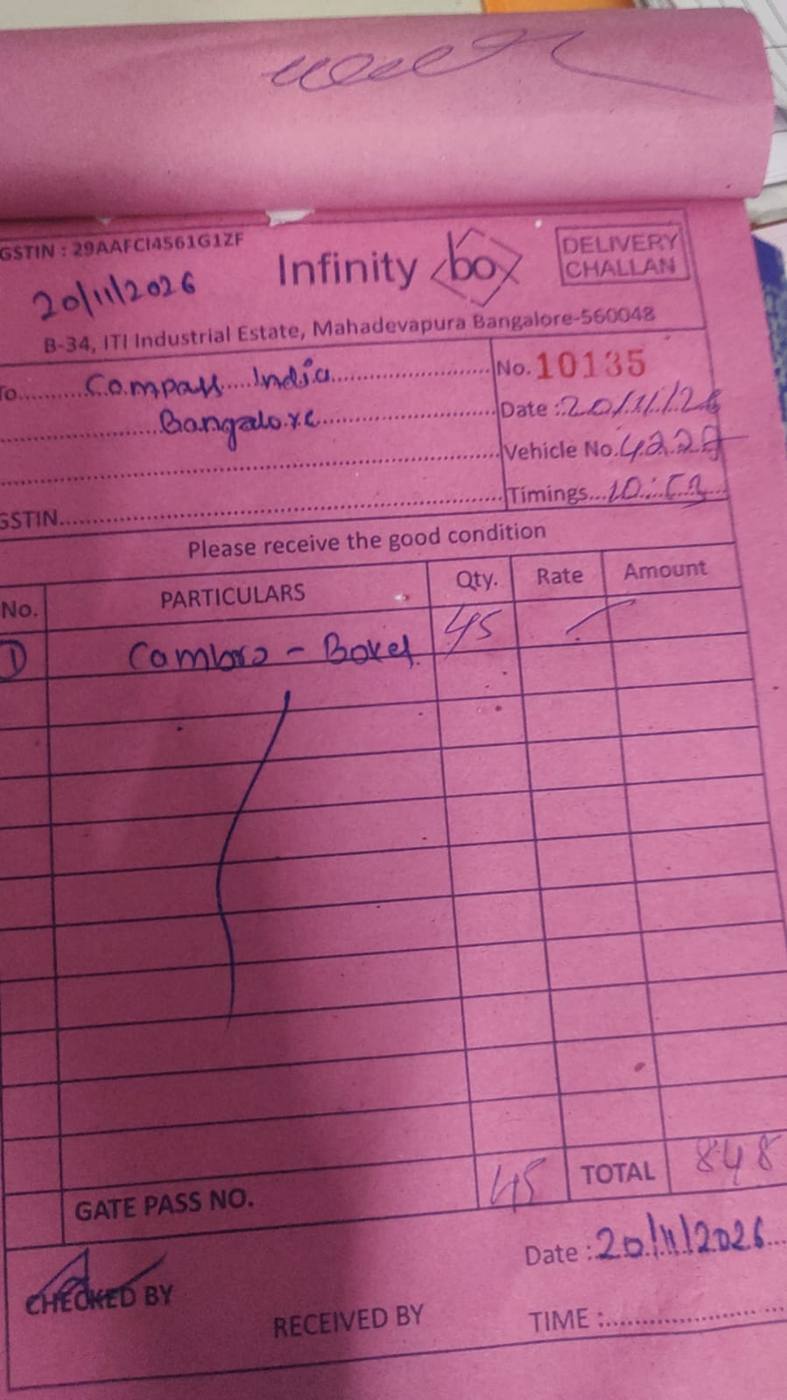 GSTIN : 29AAFCI4561G1ZF
20/11/2026
Infinity box
DELIVERY
CHALLAN
B-34, ITI Industrial Estate, Mahadevapura Bangalore-560048
To Compass India
Bangalore
No. 10135
Date : 20/11/26
Vehicle No. 4228
Timings
GSTIN
Please receive the good condition
No. PARTICULARS Qty. Rate Amount
1 Cambro - Boxes 45
GATE PASS NO. 45 TOTAL 848
Date : 20/11/2026
CHECKED BY
RECEIVED BY
TIME :